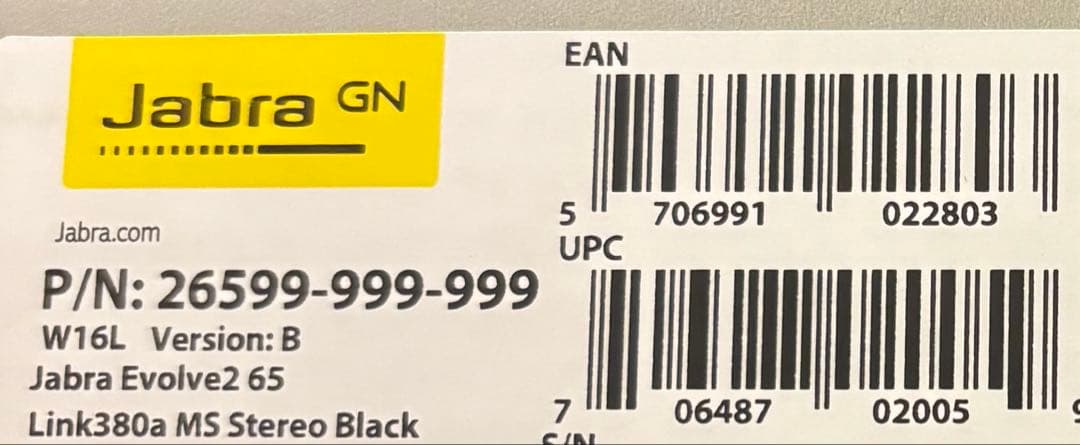 Jabra GN
Jabra.com
P/N: 26599-999-999
W16L Version: B
Jabra Evolve2 65
Link380a MS Stereo Black
EAN
5 706991 022803
UPC
7 06487 02005 9
S/N